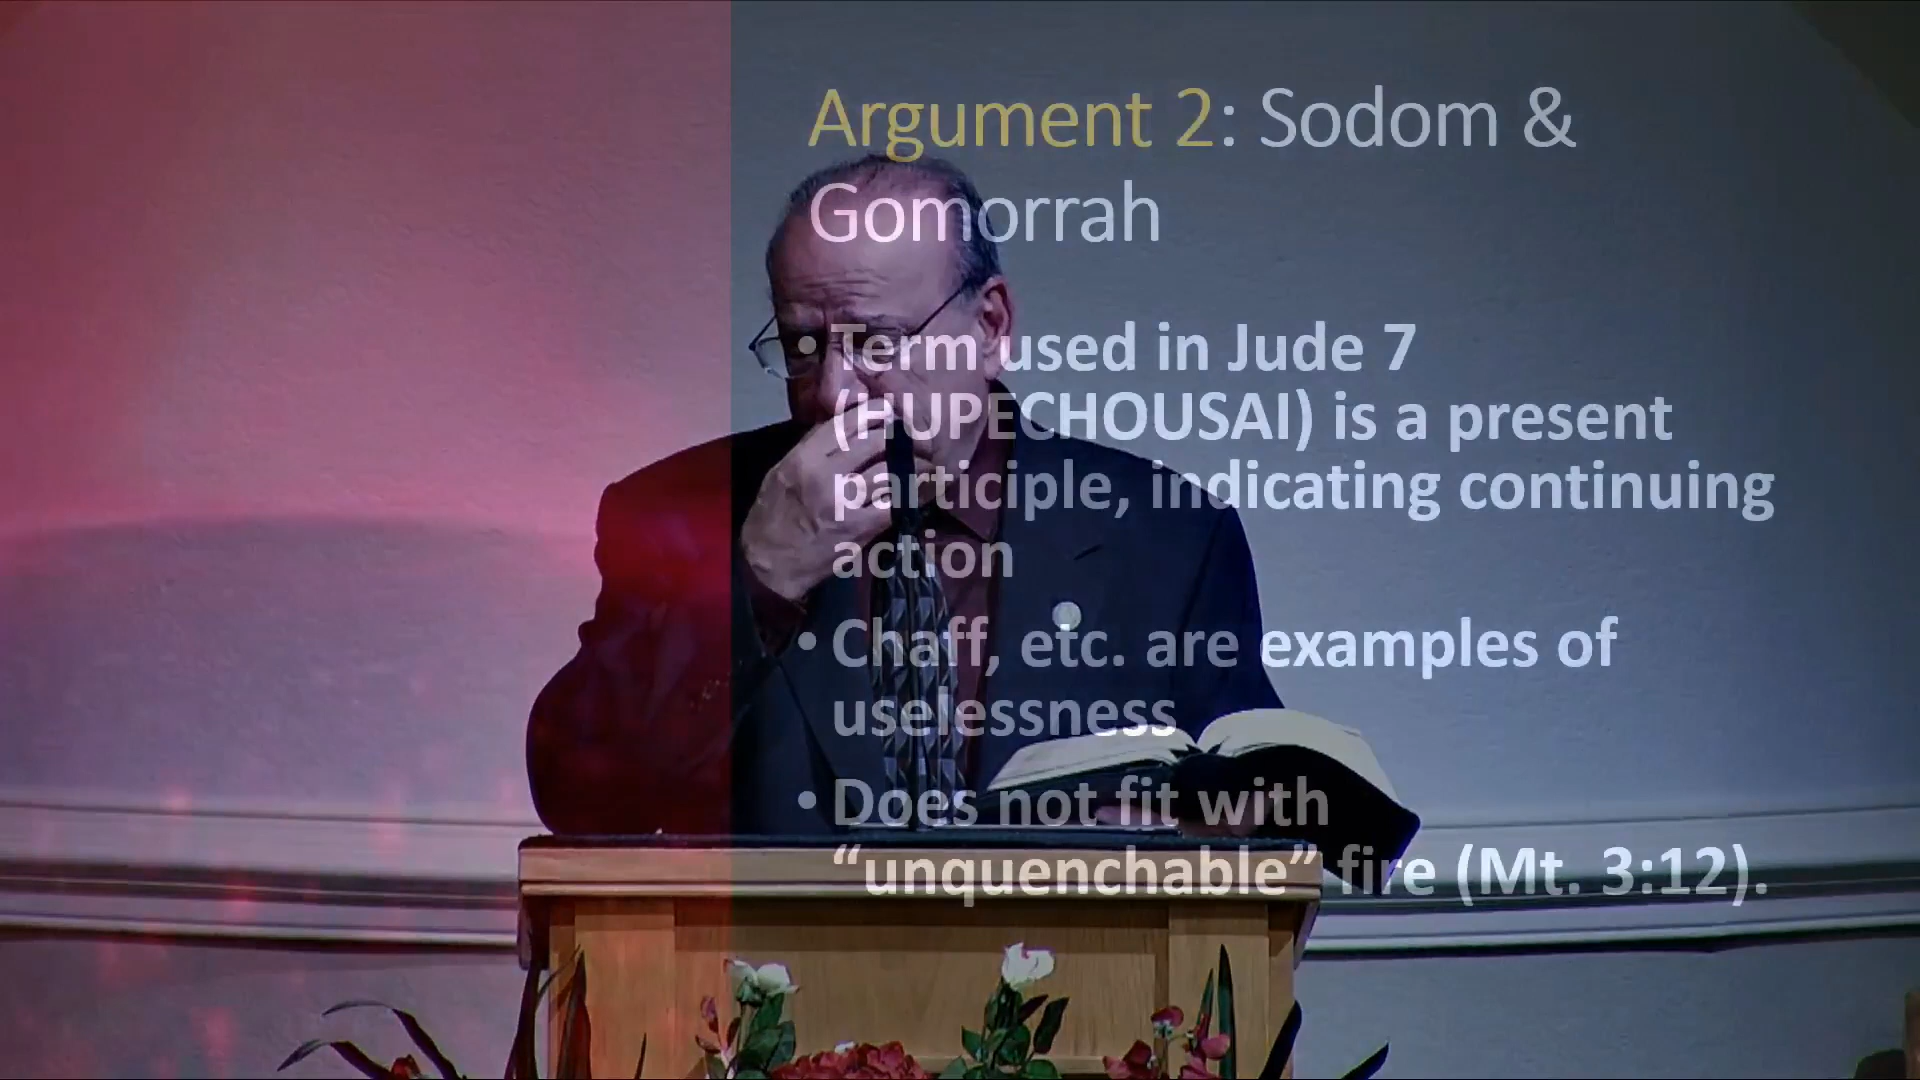 Argument 2: Sodom &
Gomorrah
• Term used in Jude 7
(HUPECHOUSAI) is a present
participle, indicating continuing
action
• Chaff, etc. are examples of
uselessness
• Does not fit with
“unquenchable” fire (Mt. 3:12).